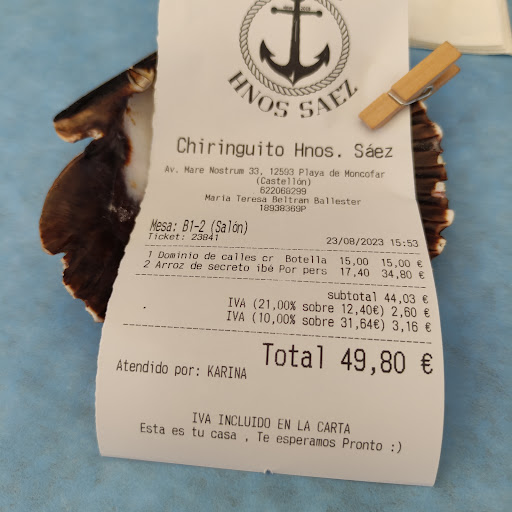 HNOS SAEZ
Chiringuito Hnos. Sáez
Av. Mare Nostrum 33, 12593 Playa de Moncofar
(Castellón)
622068299
Maria Teresa Beltran Ballester
18938369P
Mesa: B1-2 (Salón)
Ticket: 23841 23/08/2023 15:53
1 Dominio de calles cr Botella 15,00 15,00 €
2 Arroz de secreto ibé Por pers 17,40 34,80 €
subtotal 44,03 €
IVA (21,00% sobre 12,40€) 2,60 €
IVA (10,00% sobre 31,64€) 3,16 €
Total 49,80 €
Atendido por: KARINA
IVA INCLUIDO EN LA CARTA
Esta es tu casa , Te esperamos Pronto :)